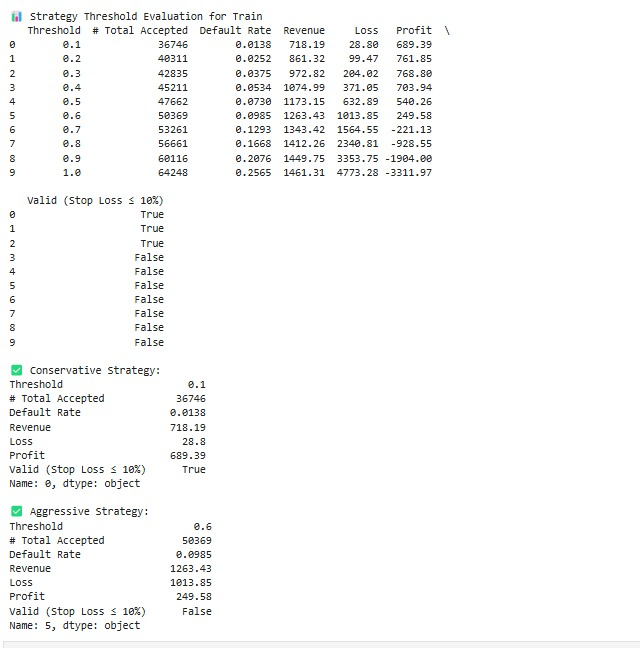 📊 Strategy Threshold Evaluation for Train
Threshold # Total Accepted Default Rate Revenue Loss Profit \
0 0.1 36746 0.0138 718.19 28.80 689.39
1 0.2 40311 0.0252 861.32 99.47 761.85
2 0.3 42835 0.0375 972.82 204.02 768.80
3 0.4 45211 0.0534 1074.99 371.05 703.94
4 0.5 47662 0.0730 1173.15 632.89 540.26
5 0.6 50369 0.0985 1263.43 1013.85 249.58
6 0.7 53261 0.1293 1343.42 1564.55 -221.13
7 0.8 56661 0.1668 1412.26 2340.81 -928.55
8 0.9 60116 0.2076 1449.75 3353.75 -1904.00
9 1.0 64248 0.2565 1461.31 4773.28 -3311.97
Valid (Stop Loss ≤ 10%)
0 True
1 True
2 True
3 False
4 False
5 False
6 False
7 False
8 False
9 False
✅ Conservative Strategy:
Threshold 0.1
# Total Accepted 36746
Default Rate 0.0138
Revenue 718.19
Loss 28.8
Profit 689.39
Valid (Stop Loss ≤ 10%) True
Name: 0, dtype: object
✅ Aggressive Strategy:
Threshold 0.6
# Total Accepted 50369
Default Rate 0.0985
Revenue 1263.43
Loss 1013.85
Profit 249.58
Valid (Stop Loss ≤ 10%) False
Name: 5, dtype: object